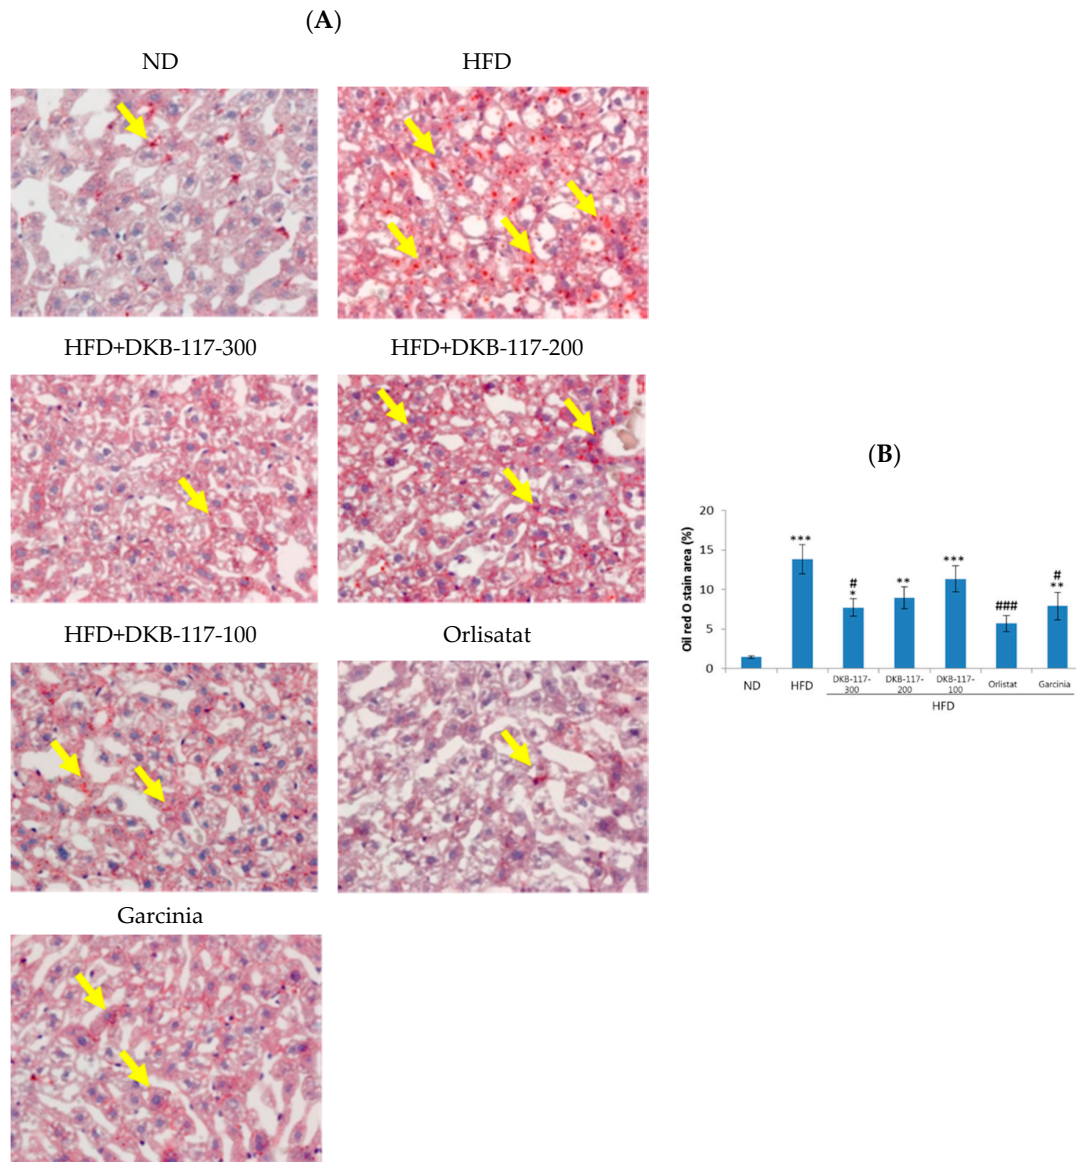 (A)
ND HFD
HFD+DKB-117-300 HFD+DKB-117-200
HFD+DKB-117-100 Orlisatat
Garcinia
(B)
Oil red O stain area (%)
20
15
10
5
0
***
#
*
**
***
###
#
**
ND HFD DKB-117-300 DKB-117-200 DKB-117-100 Orlistat Garcinia
HFD